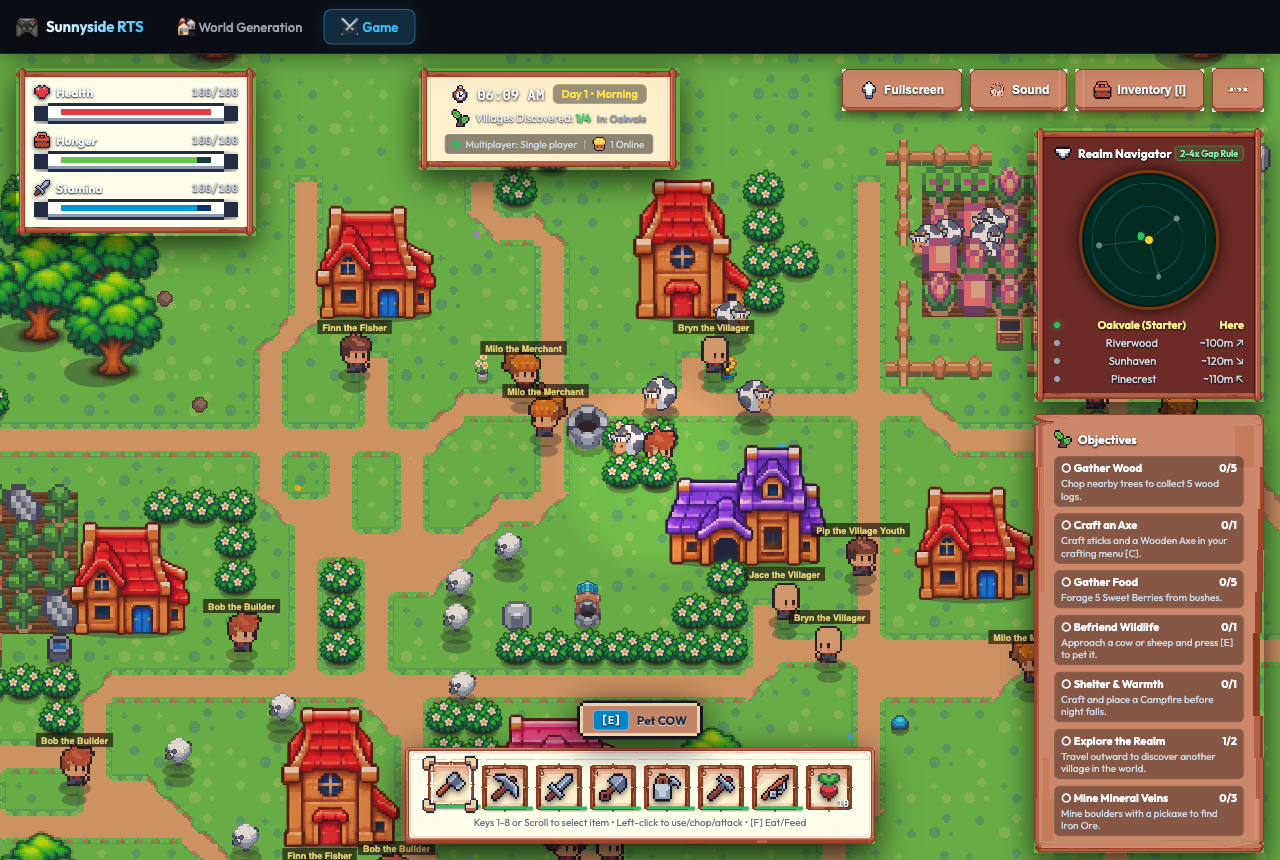 Sunnyside RTS
World Generation
Game
Health 100/100
Hunger 100/100
Stamina 100/100
06:09 AM Day 1 • Morning
Villages Discovered: 1/4 In: Oakvale
Multiplayer: Single player | 1 Online
Fullscreen
Sound
Inventory [I]
Realm Navigator 2-4x Gap Rule
Oakvale (Starter) Here
Riverwood ~100m ↗
Sunhaven ~120m ↘
Pinecrest ~110m ↖
Objectives
Gather Wood 0/5
Chop nearby trees to collect 5 wood
logs.
Craft an Axe 0/1
Craft sticks and a Wooden Axe in your
crafting menu [C].
Gather Food 0/5
Forage 5 Sweet Berries from bushes.
Befriend Wildlife 0/1
Approach a cow or sheep and press [E]
to pet it.
Shelter & Warmth 0/1
Craft and place a Campfire before
night falls.
Explore the Realm 1/2
Travel outward to discover another
village in the world.
Mine Mineral Veins 0/3
Mine boulders with a pickaxe to find
Iron Ore.
Finn the Fisher
Bryn the Villager
Milo the Merchant
Milo the Merchant
Pip the Village Youth
Jace the Villager
Bob the Builder
Bryn the Villager
Milo the M
Bob the Builder
Finn the Fisher
Bob the Builder
[E] Pet COW
10
Keys 1-8 or Scroll to select item • Left-click to use/chop/attack • [F] Eat/Feed